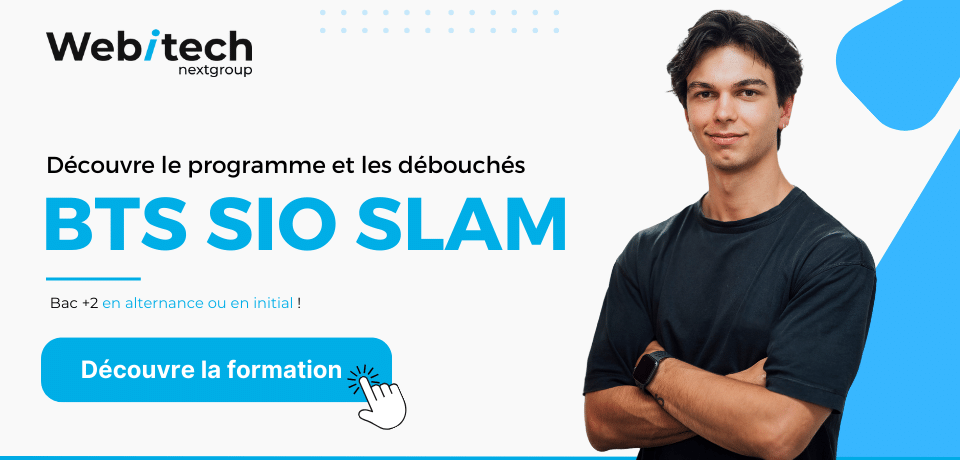 Webitech
nextgroup
Découvre le programme et les débouchés
BTS SIO SLAM
Bac +2 en alternance ou en initial !
Découvre la formation